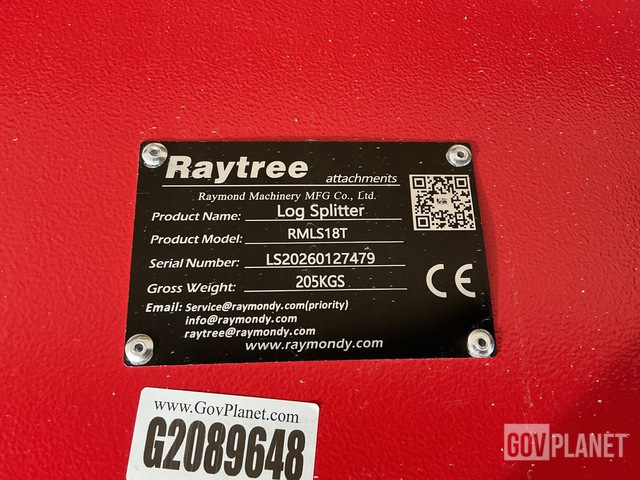 Raytree attachments
Raymond Machinery MFG Co., Ltd.
Product Name: Log Splitter
Product Model: RMLS18T
Serial Number: LS20260127479
Gross Weight: 205KGS
CE
Email: Service@raymondy.com(priority)
info@raymondy.com
raytree@raymondy.com
www.raymondy.com
www.GovPlanet.com
G2089648
GOVPLANET